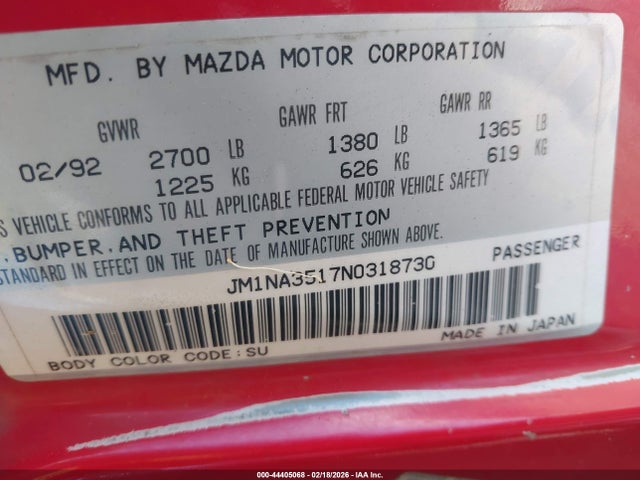 MFD. BY MAZDA MOTOR CORPORATION
GVWR GAWR FRT GAWR RR
02/92 2700 LB 1380 LB 1365 LB
1225 KG 626 KG 619 KG
S VEHICLE CONFORMS TO ALL APPLICABLE FEDERAL MOTOR VEHICLE SAFETY
.BUMPER.AND THEFT PREVENTION
STANDARD IN EFFECT ON THE DATE OF MANUFACTURE SHOWN ABOVE.
JM1NA3517N0318730 PASSENGER
BODY COLOR CODE:SU MADE IN JAPAN
000-44405068 - 02/18/2026 - IAA Inc.